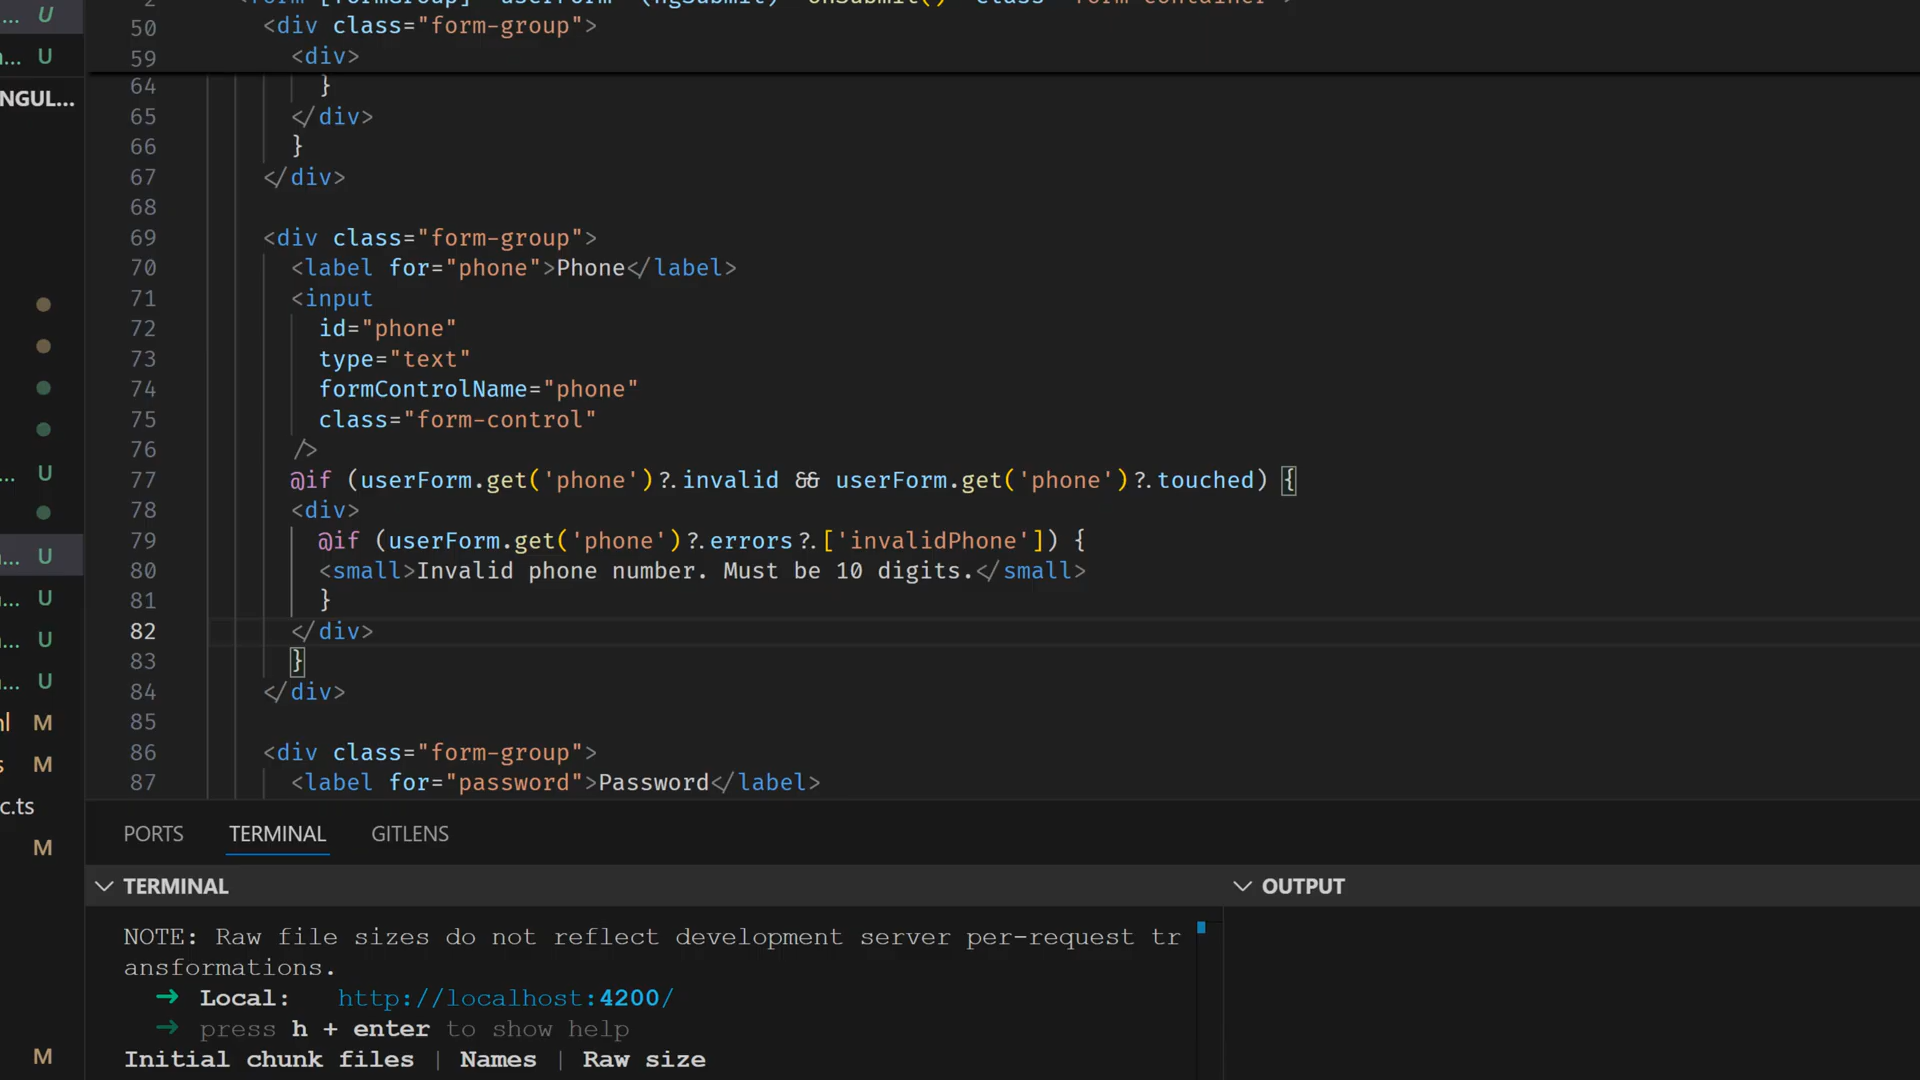 ... U
50 <div class="form-group">
59 <div>
... U
64 }
NGUL...
65 </div>
66 }
67 </div>
68
69 <div class="form-group">
70 <label for="phone">Phone</label>
71 <input
72 id="phone"
73 type="text"
74 formControlName="phone"
75 class="form-control"
76 />
... U
77 @if (userForm.get('phone')?.invalid && userForm.get('phone')?.touched) {
78 <div>
79 @if (userForm.get('phone')?.errors?.['invalidPhone']) {
... U
80 <small>Invalid phone number. Must be 10 digits.</small>
... U
81 }
82 </div>
... U
83 }
... U
84 </div>
85
M
86 <div class="form-group">
M
87 <label for="password">Password</label>
c.ts
PORTS TERMINAL GITLENS
M
TERMINAL
OUTPUT
NOTE: Raw file sizes do not reflect development server per-request tr
ansformations.
➜ Local: http://localhost:4200/
➜ press h + enter to show help
M
Initial chunk files | Names | Raw size